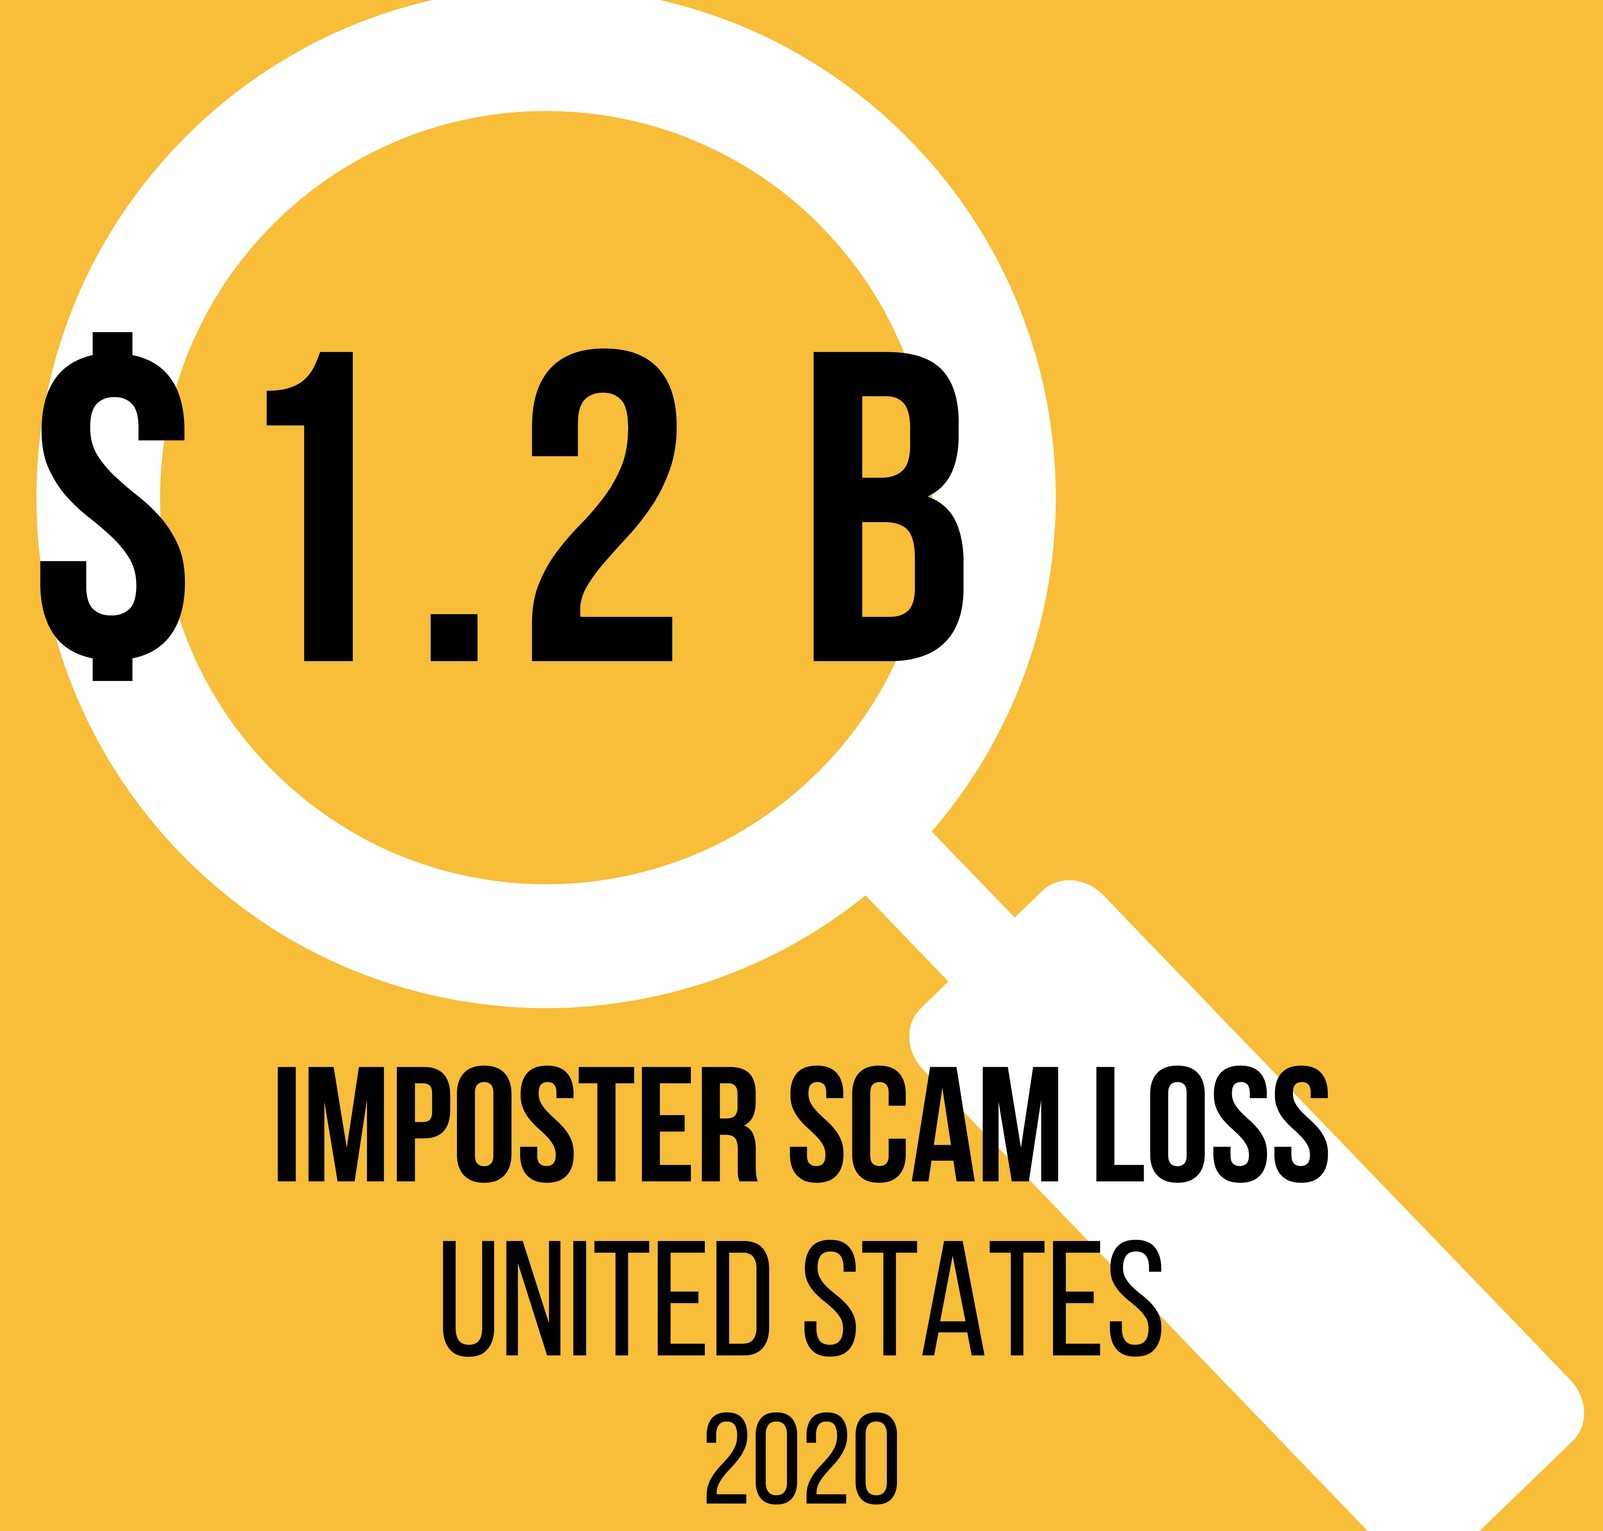 $1.2 B
IMPOSTER SCAM LOSS
UNITED STATES
2020